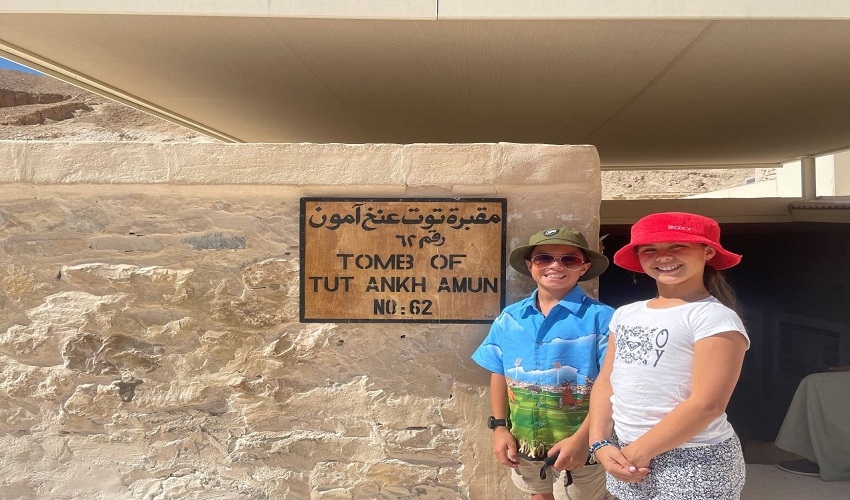 مقبرة توت عنخ آمون
رقم ٦٢
TOMB OF
TUT ANKH AMUN
NO: 62
ROXY
O
Y